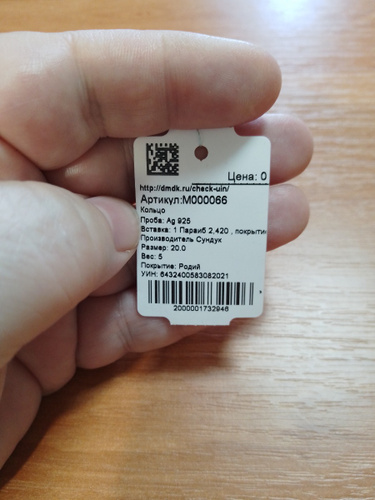 Цена: 0
http://dmdk.ru/check-uin/
Артикул:М000066
Кольцо
Проба: Ag 925
Вставка: 1 Параиб 2,420 , покрытие
Производитель Сундук
Размер: 20.0
Вес: 5
Покрытие: Родий
УИН: 6432400583082021
2000001732946